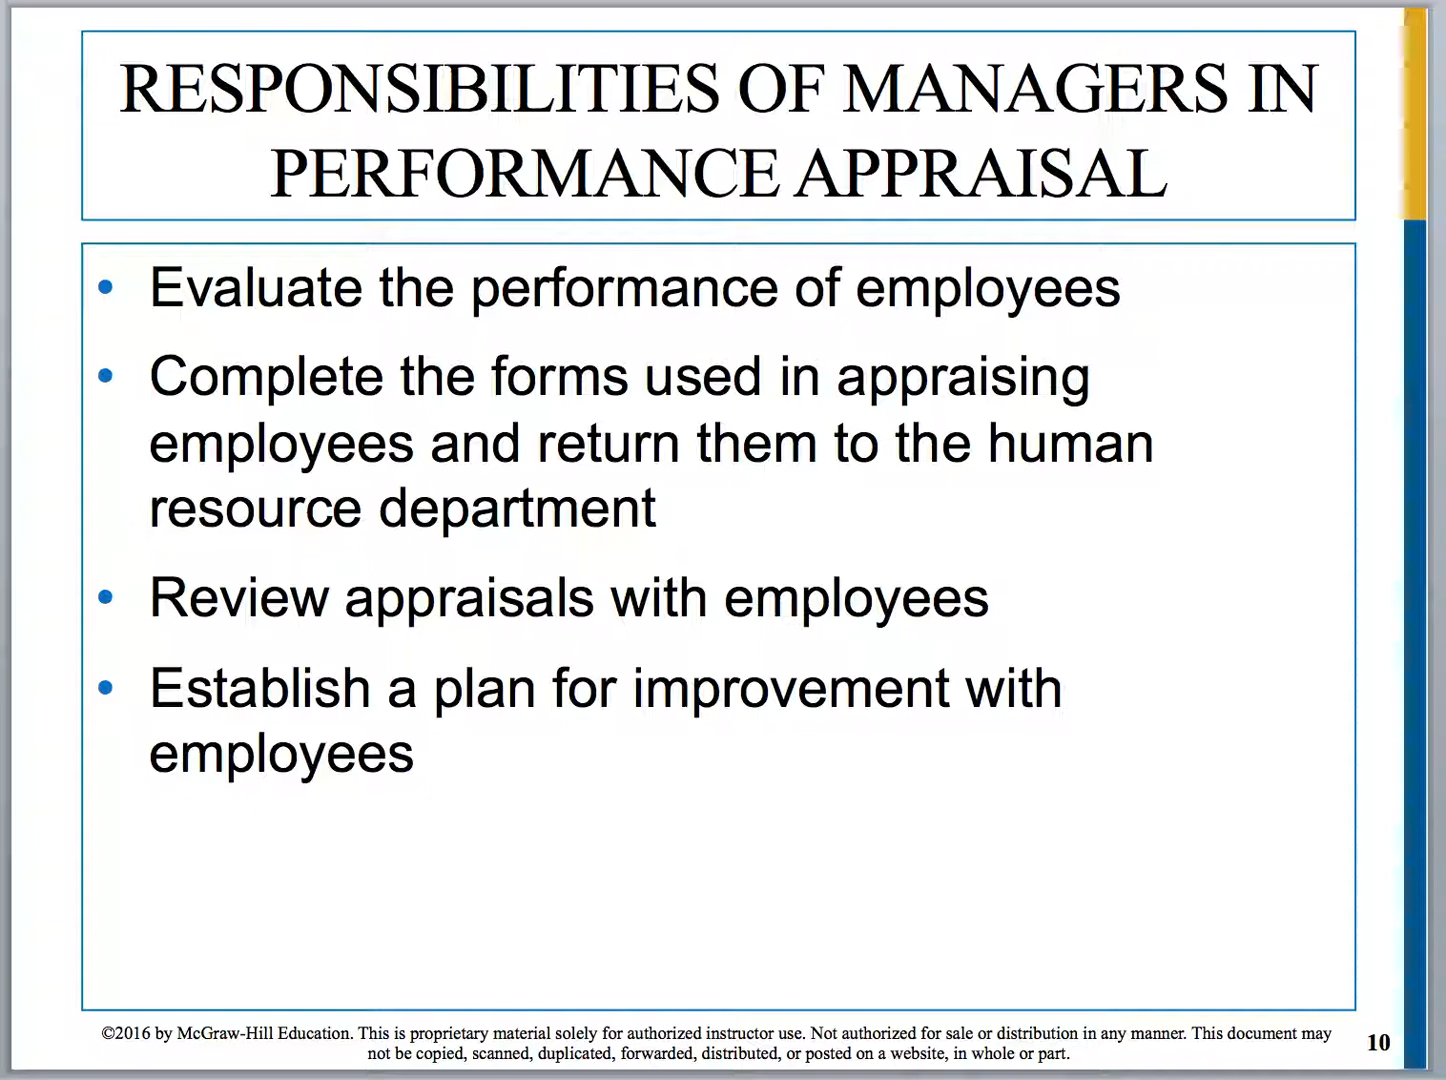 RESPONSIBILITIES OF MANAGERS IN
PERFORMANCE APPRAISAL
• Evaluate the performance of employees
• Complete the forms used in appraising
employees and return them to the human
resource department
• Review appraisals with employees
• Establish a plan for improvement with
employees
©2016 by McGraw-Hill Education. This is proprietary material solely for authorized instructor use. Not authorized for sale or distribution in any manner. This document may
not be copied, scanned, duplicated, forwarded, distributed, or posted on a website, in whole or part.
10